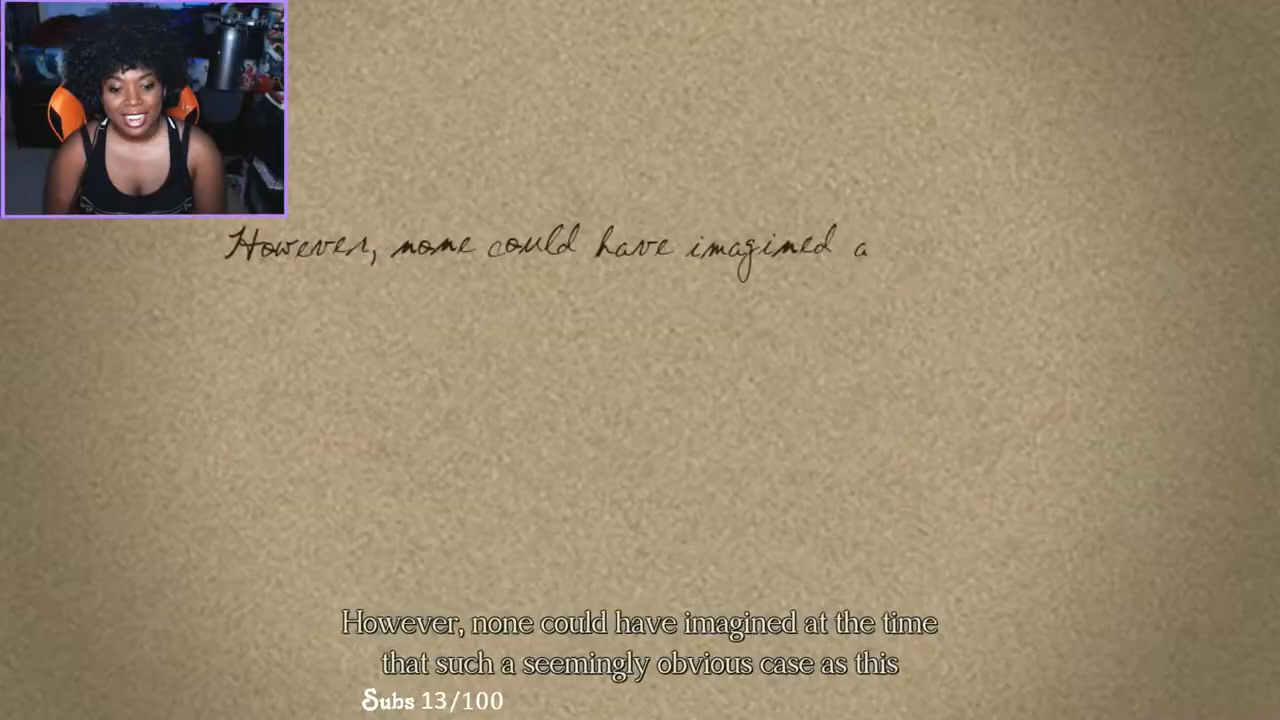 However, none could have imagined a
However, none could have imagined at the time
that such a seemingly obvious case as this
Subs 13/100